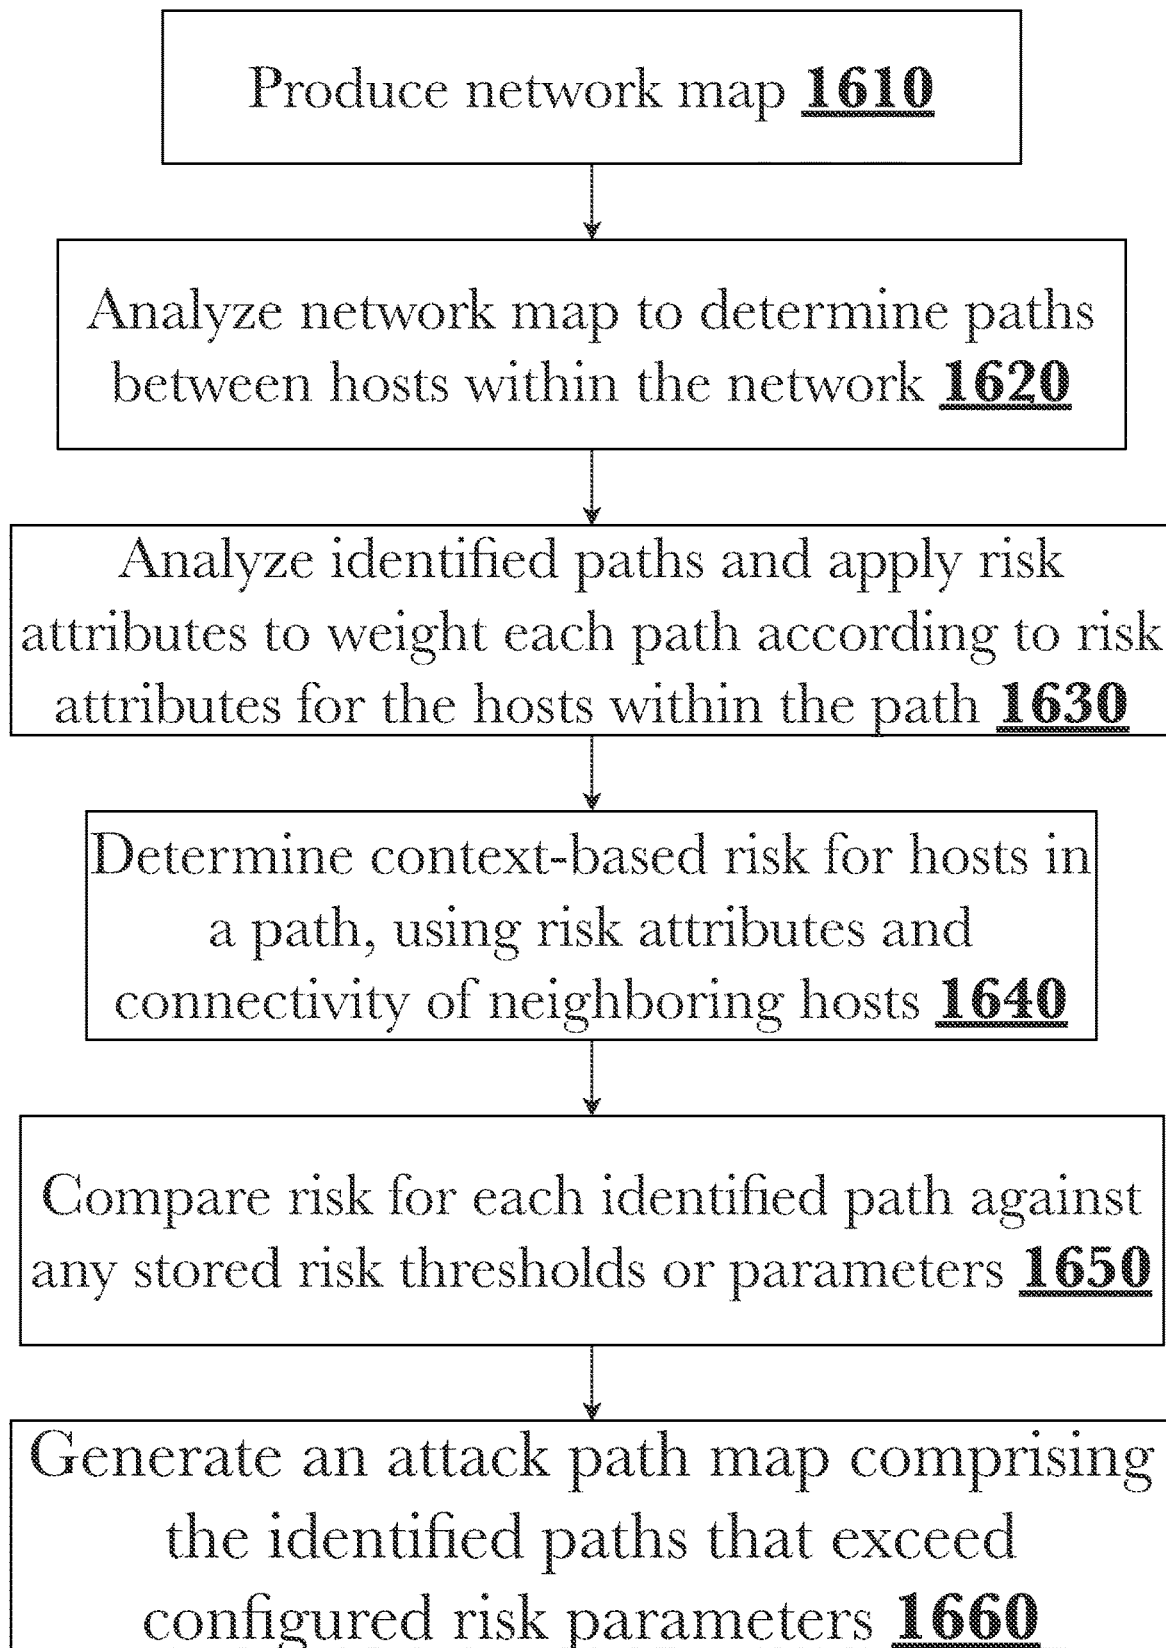 Produce network map 1610
Analyze network map to determine paths
between hosts within the network 1620
Analyze identified paths and apply risk
attributes to weight each path according to risk
attributes for the hosts within the path 1630
Determine context-based risk for hosts in
a path, using risk attributes and
connectivity of neighboring hosts 1640
Compare risk for each identified path against
any stored risk thresholds or parameters 1650
Generate an attack path map comprising
the identified paths that exceed
configured risk parameters 1660